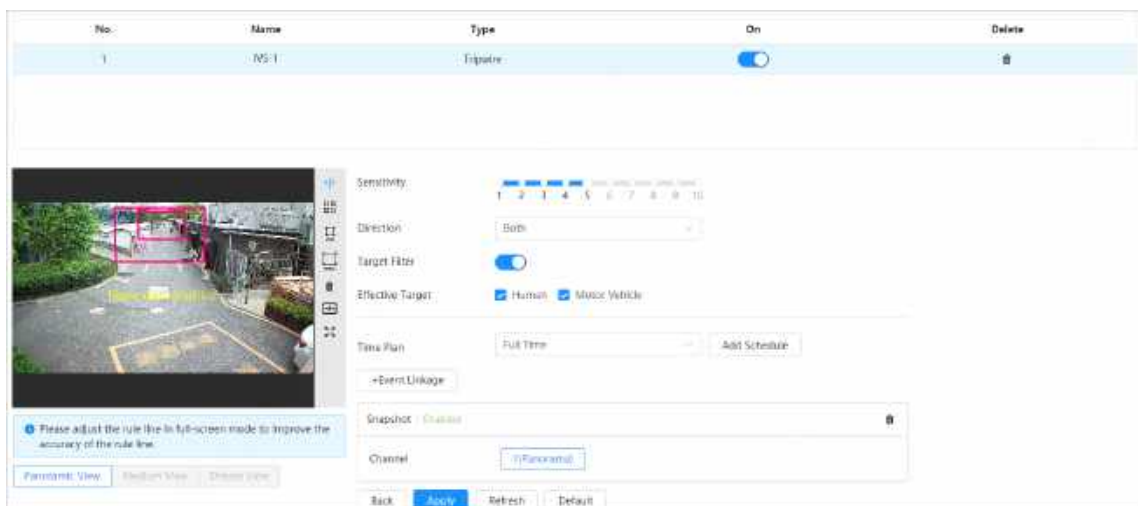 No. Name Type On Delete
1 IVS-1 Tripwire
Sensitivity
1 2 3 4 5 6 7 8 9 10
Direction Both
Target Filter
Effective Target Human Motor Vehicle
Time Plan Full Time Add Schedule
+Event Linkage
Snapshot
Please adjust the rule line in full-screen mode to improve the
accuracy of the rule line.
Channel 1(Panorama)
Panoramic View Medium View
Back Apply Refresh Default